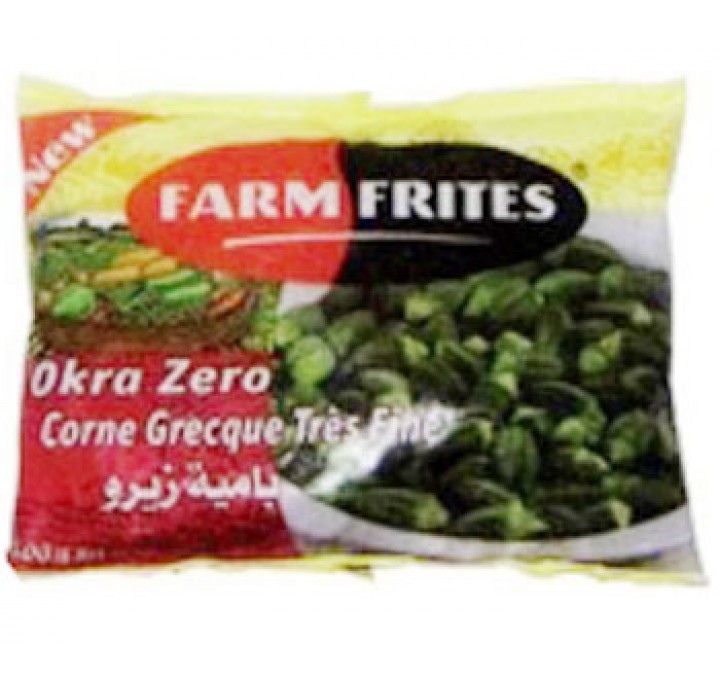 New
FARM FRITES
Okra Zero
Corne Grecque Très Fine
بامية زيرو